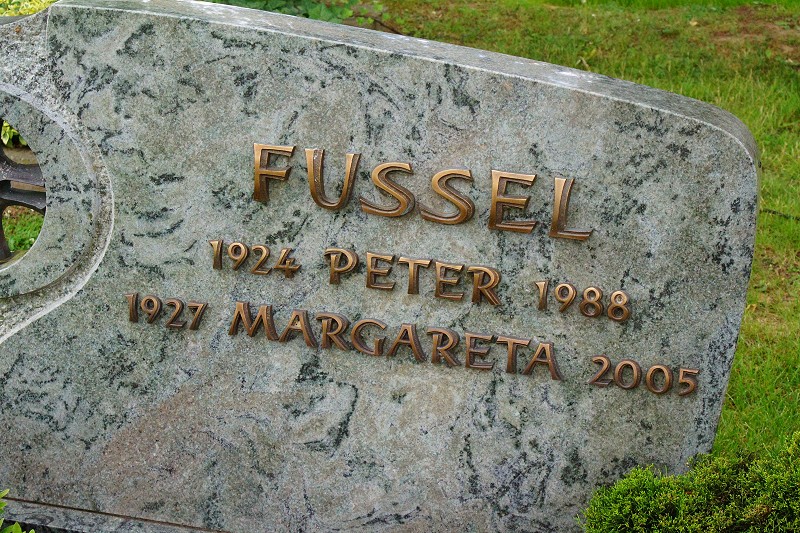 FUSSEL
1924 PETER 1988
1927 MARGARETA 2005